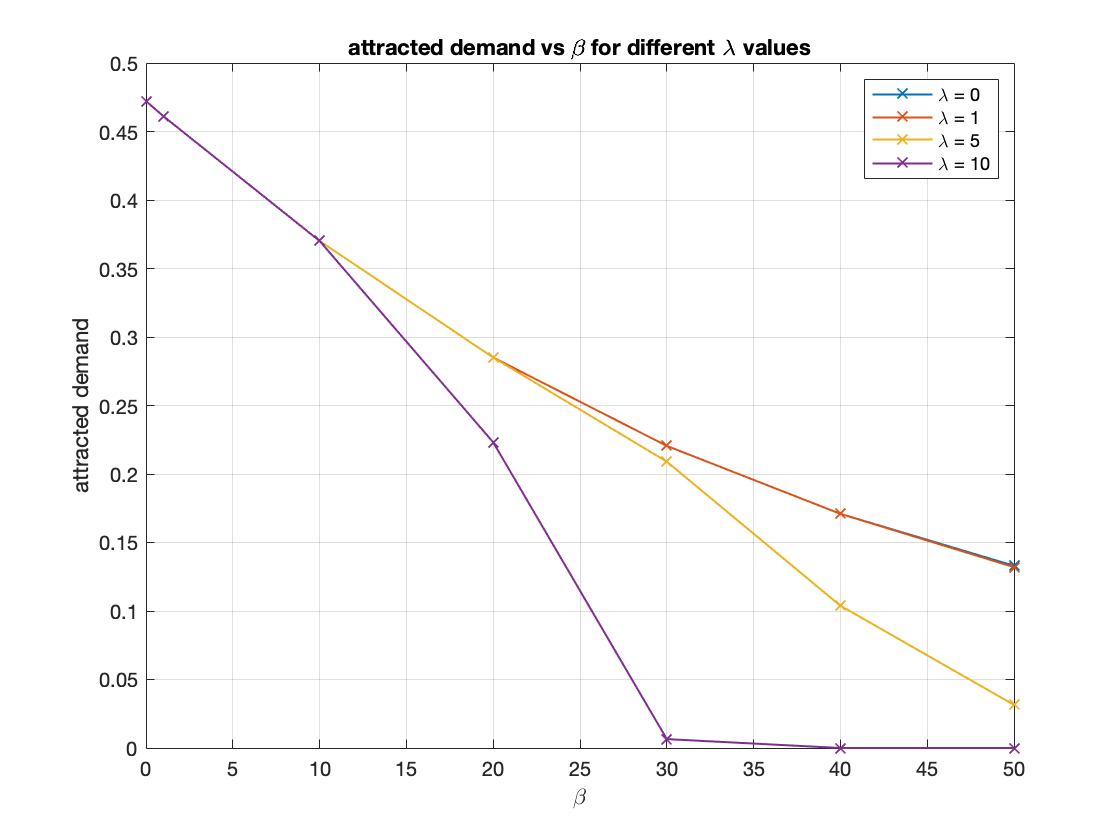 attracted demand vs β for different λ values
attracted demand
0.5
0.45
0.4
0.35
0.3
0.25
0.2
0.15
0.1
0.05
0
λ = 0
λ = 1
λ = 5
λ = 10
0 5 10 15 20 25 30 35 40 45 50
β